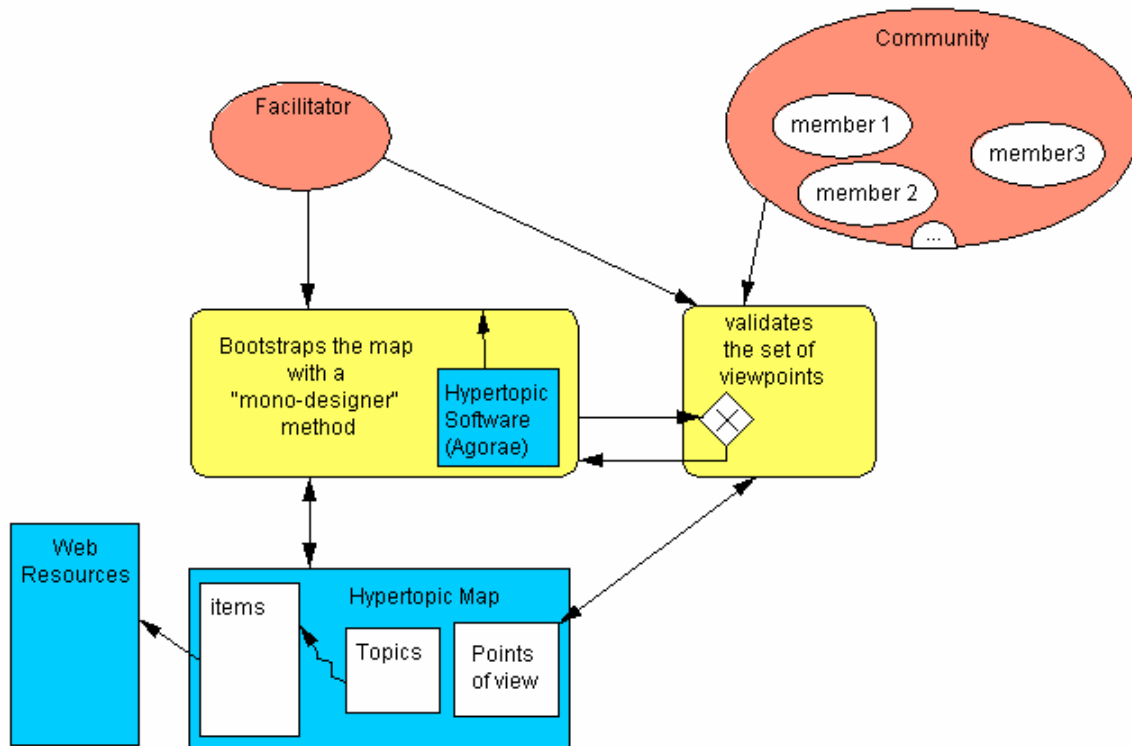 Community
Facilitator
member 1
member3
member 2
...
validates
the set of
viewpoints
Bootstraps the map
with a
"mono-designer"
method
Hypertopic
Software
(Agorae)
Web
Resources
Hypertopic Map
items
Topics
Points
of view